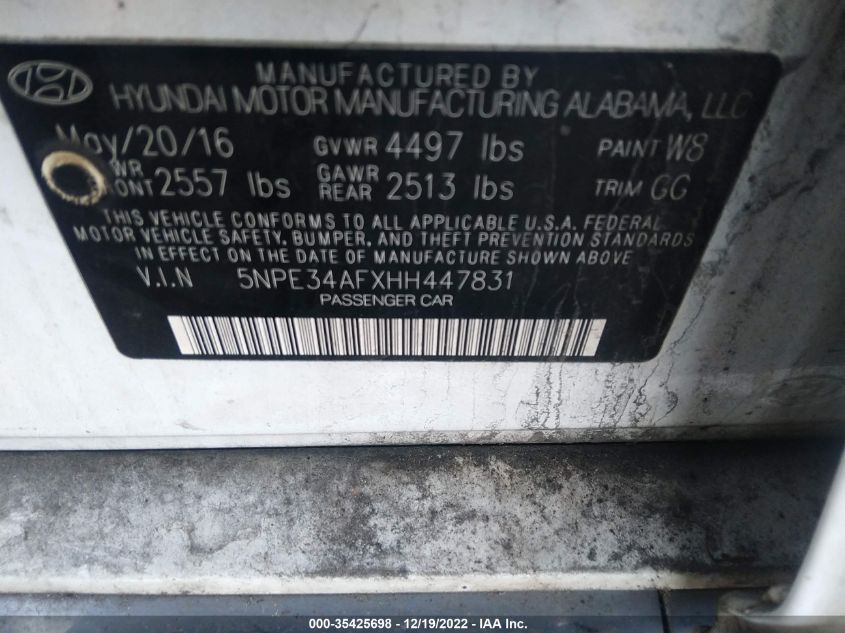 MANUFACTURED BY
HYUNDAI MOTOR MANUFACTURING ALABAMA, LLC
May/20/16 GVWR 4497 lbs PAINT W8
WR FRONT 2557 lbs GAWR REAR 2513 lbs TRIM GG
THIS VEHICLE CONFORMS TO ALL APPLICABLE U.S.A. FEDERAL
MOTOR VEHICLE SAFETY, BUMPER, AND THEFT PREVENTION STANDARDS
IN EFFECT ON THE DATE OF MANUFACTURE SHOWN ABOVE.
V.I.N 5NPE34AFXHH447831
PASSENGER CAR
000-35425698 - 12/19/2022 - IAA Inc.